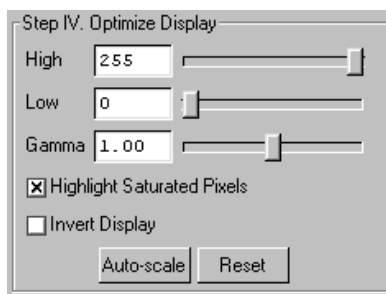 Step IV. Optimize Display
High 255
Low 0
Gamma 1.00
Highlight Saturated Pixels
Invert Display
Auto-scale Reset